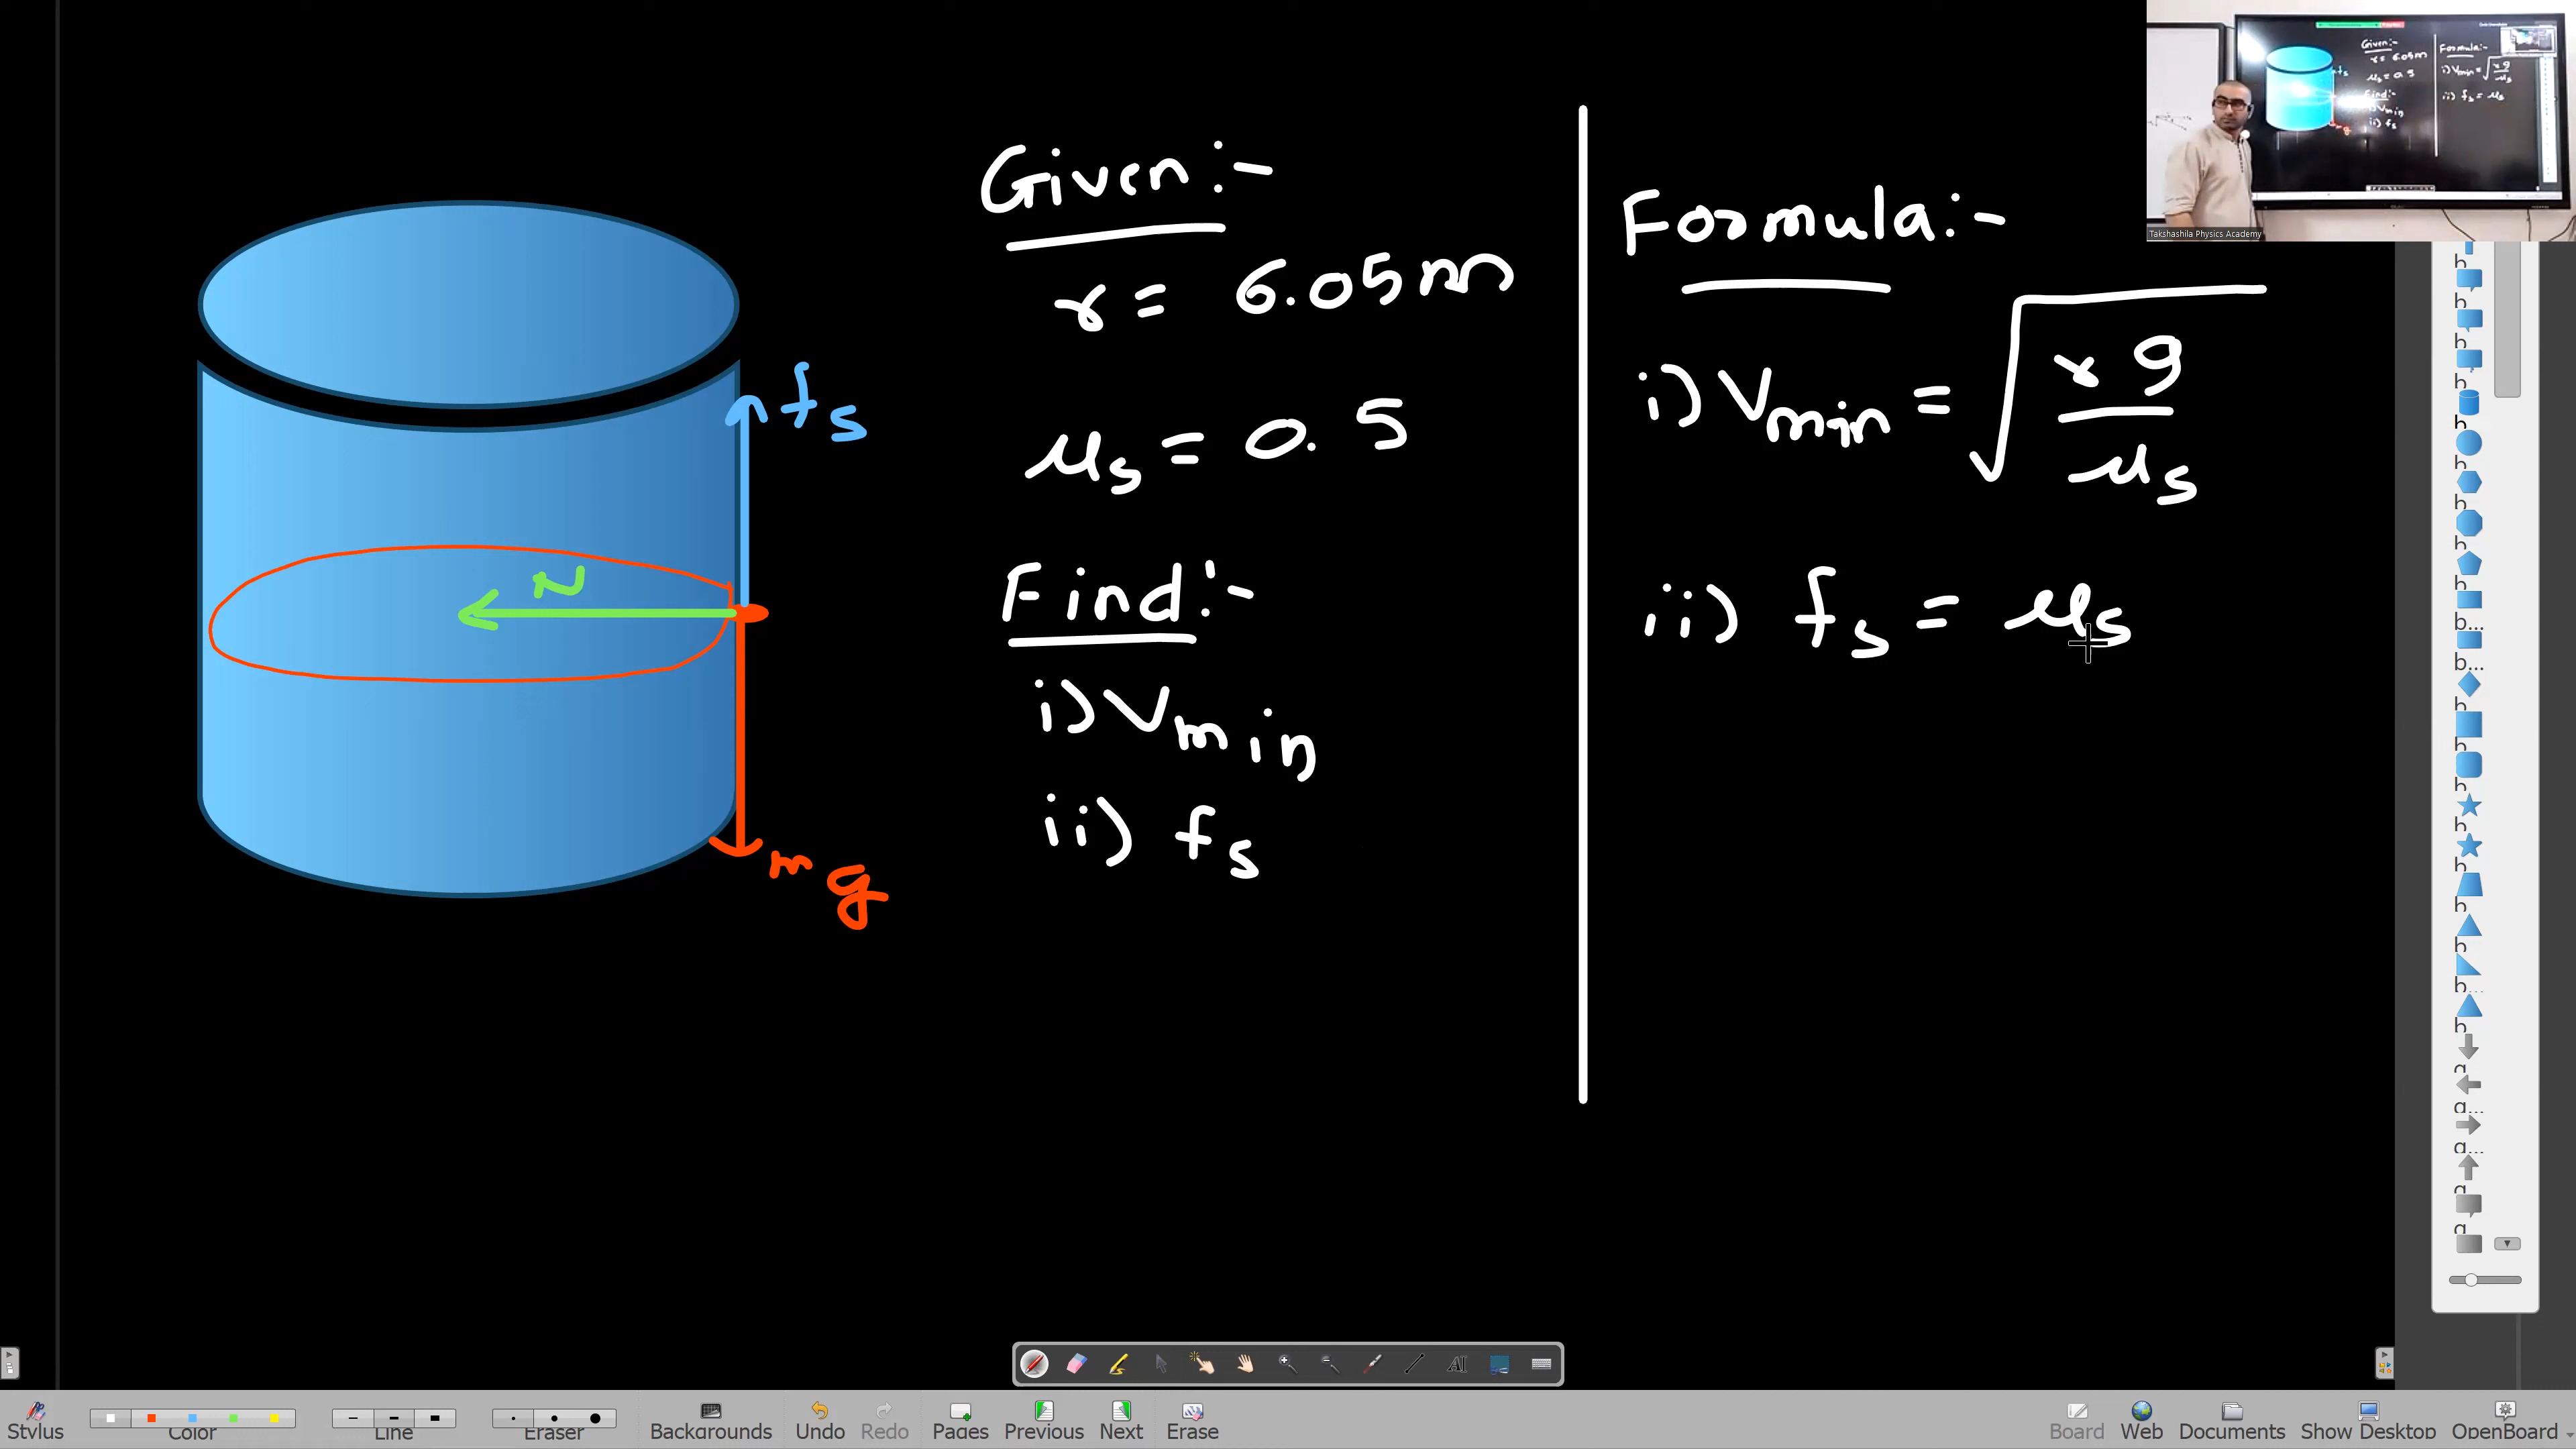 Given:-
r = 6.05m
μs = 0.5
Find:-
i) Vmin
ii) fs
fs
N
mg
Formula:-
i) Vmin = √(rg/μs)
ii) fs = μs
Takshashila Physics Academy
Stylus
Color
Line
Eraser
Backgrounds
Undo
Redo
Pages
Previous
Next
Erase
Board
Web
Documents
Show Desktop
OpenBoard